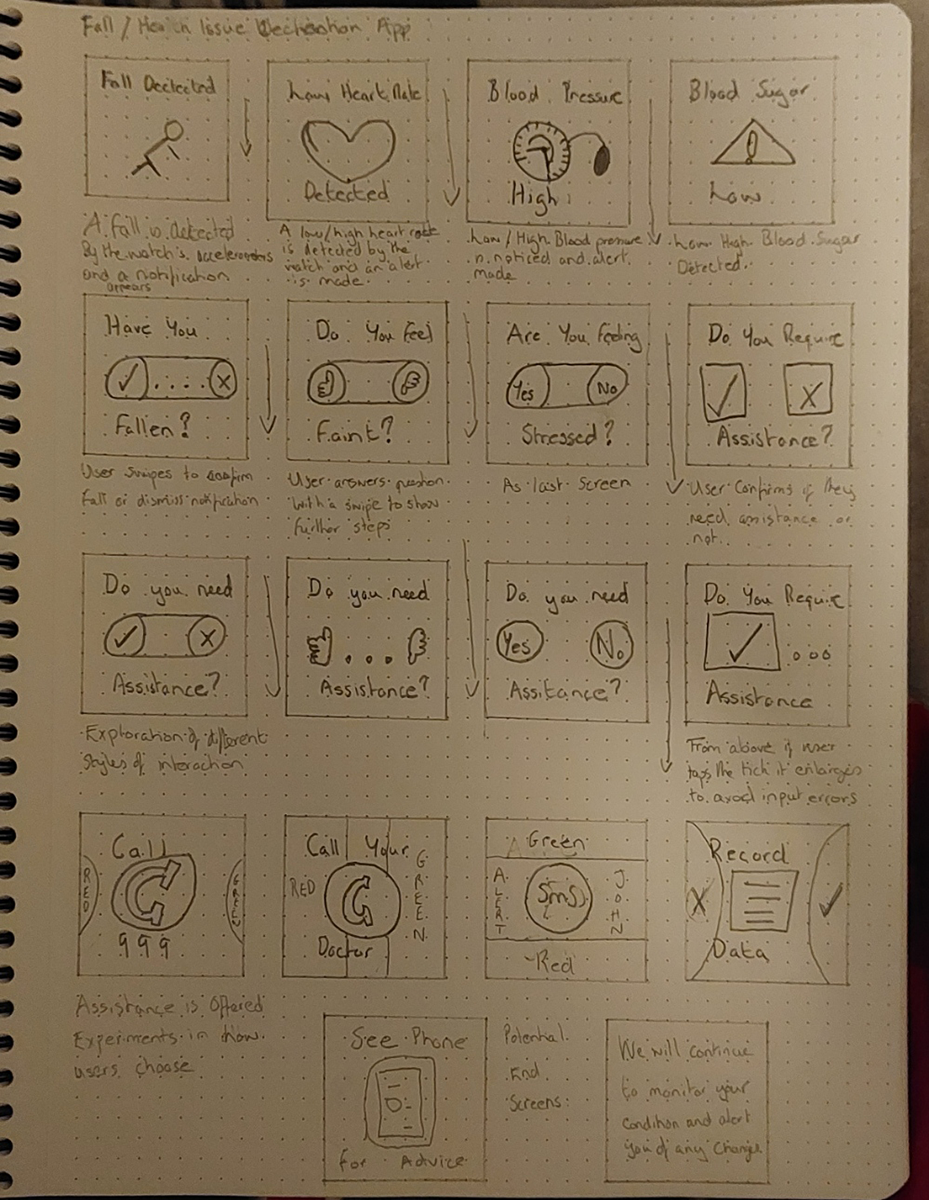 Fall / Health Issue Dectection App
Fall Dectected
Low Heart Rate
Detected
Blood Pressure
High
Blood Sugar
Low
A Fall is detected
By the watch's accelerometers
and a notification
appears
A low/high heart rate
is detected by the
watch and an alert
is made
Low / High Blood pressure
is noticed and alert
made
Low High Blood Sugar
Detected
Have You
Fallen?
Do You Feel
Faint?
Are You Feeling
Yes No
Stressed?
Do You Require
Assistance?
User Swipes to confirm
fall or dismiss notification
User answers question
with a swipe to show
further steps
As last Screen
User Confirms if they
need assistance or
not
Do you need
Assistance?
Do you need
Assistance?
Do you need
Yes No
Assitance?
Do You Require
Assistance
Exploration of different
styles of interaction
From above if user
taps the tick it enlarges
to avoid input errors
Call
RED
GREEN
999
Call Your
RED
GREEN
Doctor
Green
ALERT
SMS
JOHN
Red
Record
X
Data
Assistance is Offered
Experiments in how
users choose
See Phone
for Advice
Potential
End
Screens:
We will continue
to monitor your
condition and alert
you of any Change